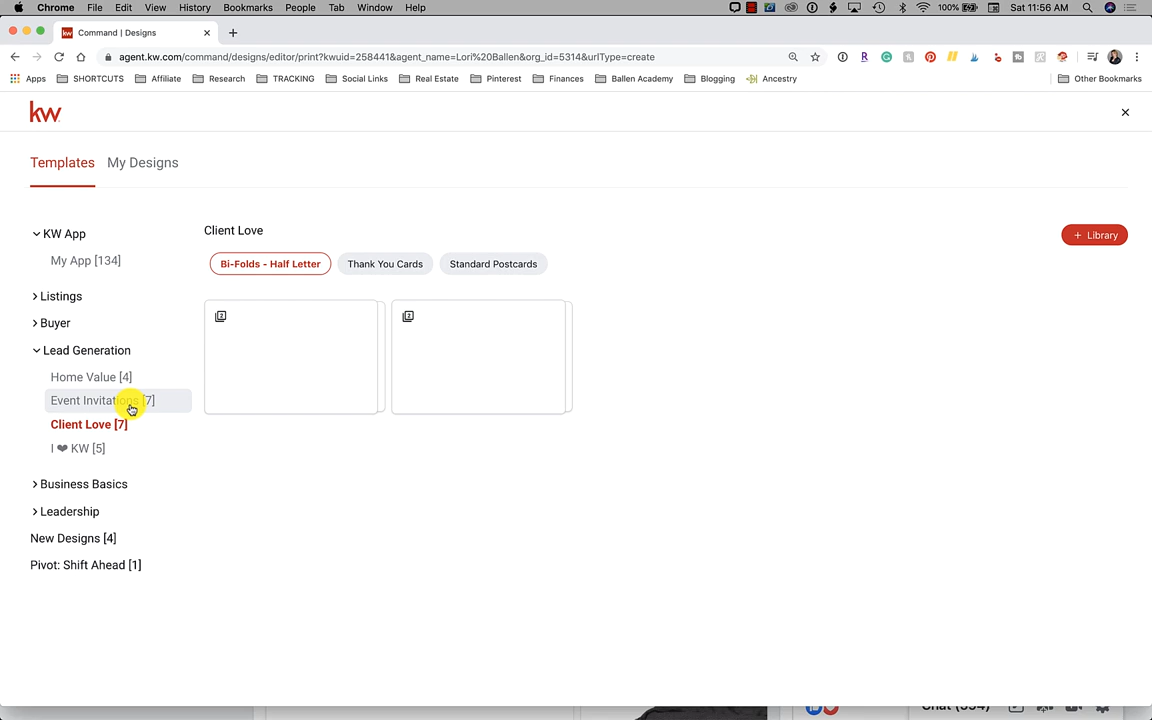 Chrome File Edit View History Bookmarks People Tab Window Help 100% Sat 11:56 AM
kw Command | Designs
agent.kw.com/command/designs/editor/print?kwuid=258441&agent_name=Lori%20Ballen&org_id=5314&urlType=create
Apps SHORTCUTS Affiliate Research TRACKING Social Links Real Estate Pinterest Finances Ballen Academy Blogging Ancestry Other Bookmarks
kw
Templates My Designs
KW App
My App [134]
Listings
Buyer
Lead Generation
Home Value [4]
Event Invitations [7]
Client Love [7]
I ❤ KW [5]
Business Basics
Leadership
New Designs [4]
Pivot: Shift Ahead [1]
Client Love
+ Library
Bi-Folds - Half Letter Thank You Cards Standard Postcards
2 2